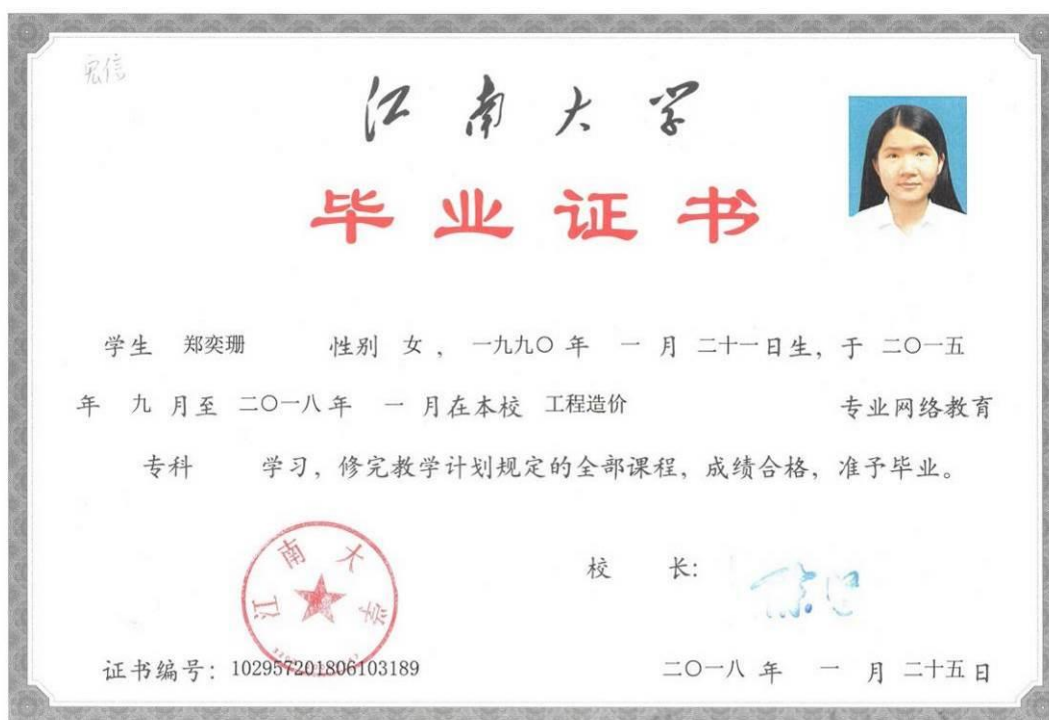 江南大学
毕业证书
学生 郑奕珊 性别 女 ， 一九九〇 年 一 月 二十一 日生，于 二〇一五
年 九 月至 二〇一八 年 一 月在本校 工程造价 专业网络教育
专科 学习，修完教学计划规定的全部课程，成绩合格，准予毕业。
江南大学
校 长：
证书编号：102957201806103189
二〇一八 年 一 月 二十五 日